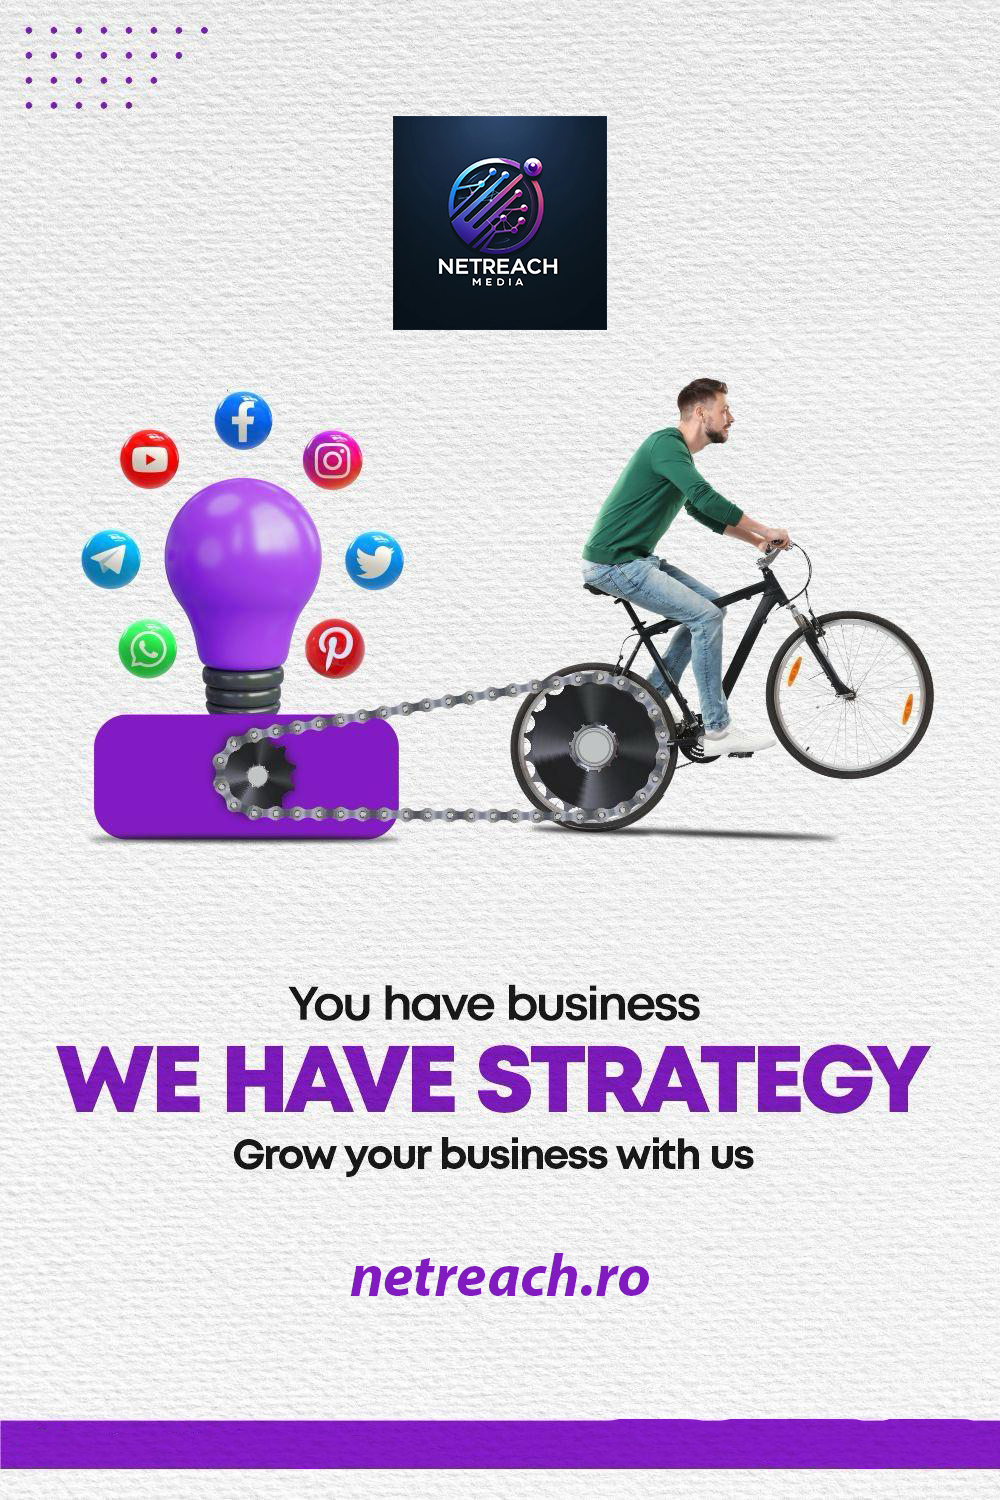 NETREACH
MEDIA
You have business
WE HAVE STRATEGY
Grow your business with us
netreach.ro